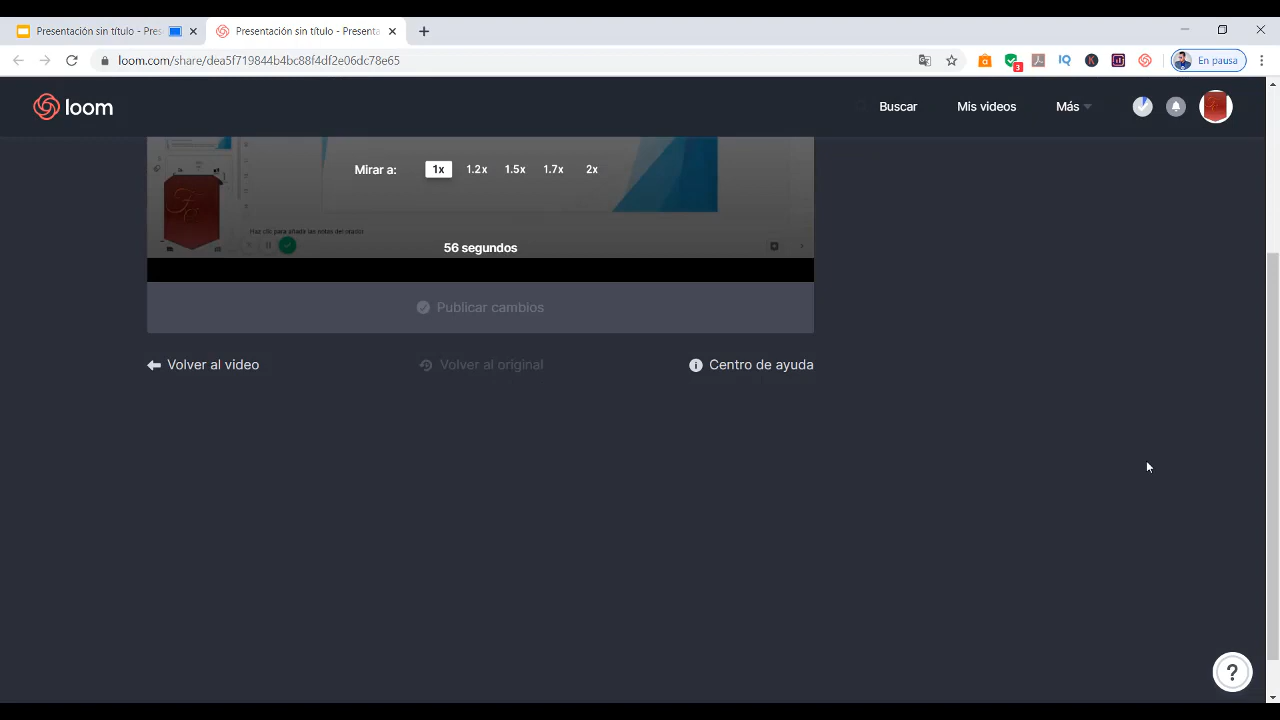 Presentación sin título - Pres
Presentación sin título - Presenta
loom.com/share/dea5f719844b4bc88f4df2e06dc78e65
3
IQ
K
En pausa
loom
Buscar
Mis videos
Más
Mirar a:
1x
1.2x
1.5x
1.7x
2x
Haz clic para añadir las notas del orador
56 segundos
Publicar cambios
Volver al video
Volver al original
Centro de ayuda
?